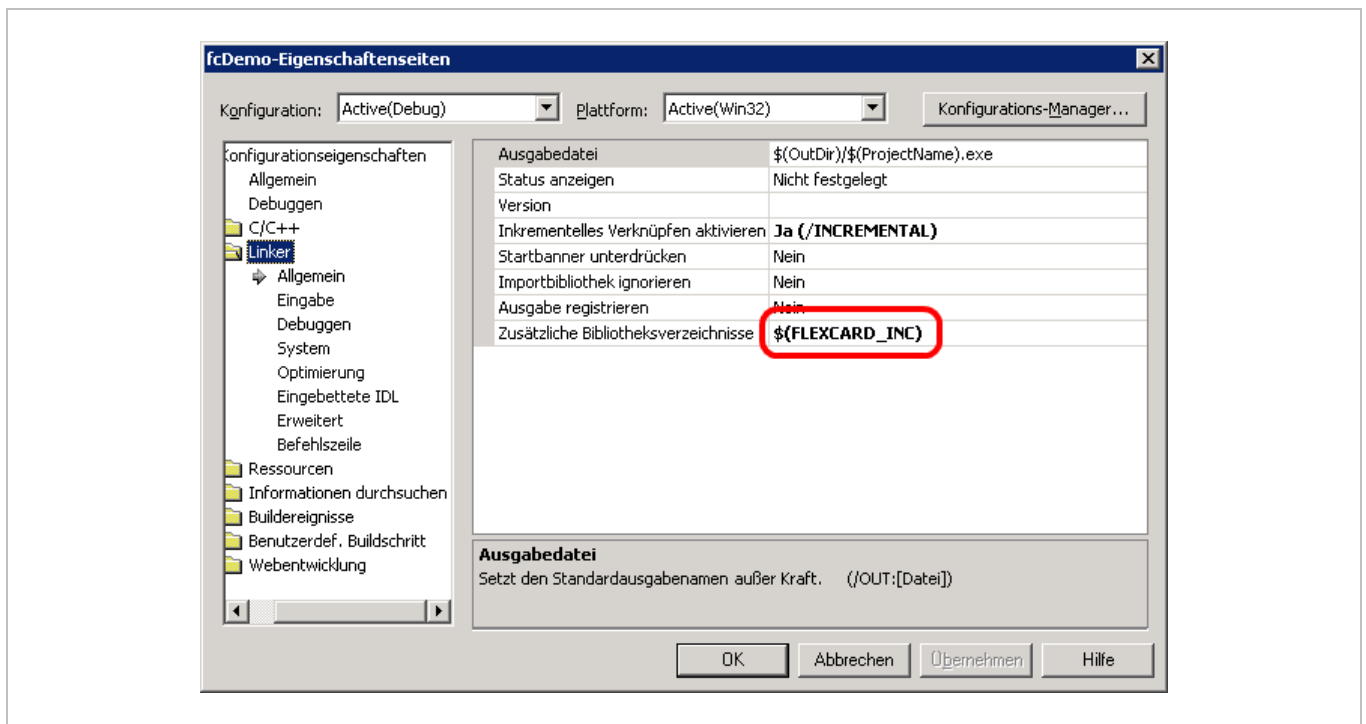 fcDemo-Eigenschaftenseiten
Konfiguration: Active(Debug) Plattform: Active(Win32) Konfigurations-Manager...
Konfigurationseigenschaften
Allgemein
Debuggen
C/C++
Linker
Allgemein
Eingabe
Debuggen
System
Optimierung
Eingebettete IDL
Erweitert
Befehlszeile
Ressourcen
Informationen durchsuchen
Buildereignisse
Benutzerdef. Buildschritt
Webentwicklung
Ausgabedatei $(OutDir)/$(ProjectName).exe
Status anzeigen Nicht festgelegt
Version
Inkrementelles Verknüpfen aktivieren Ja (/INCREMENTAL)
Startbanner unterdrücken Nein
Importbibliothek ignorieren Nein
Ausgabe registrieren Nein
Zusätzliche Bibliotheksverzeichnisse $(FLEXCARD_INC)
Ausgabedatei
Setzt den Standardausgabenamen außer Kraft. (/OUT:[Datei])
OK Abbrechen Übernehmen Hilfe